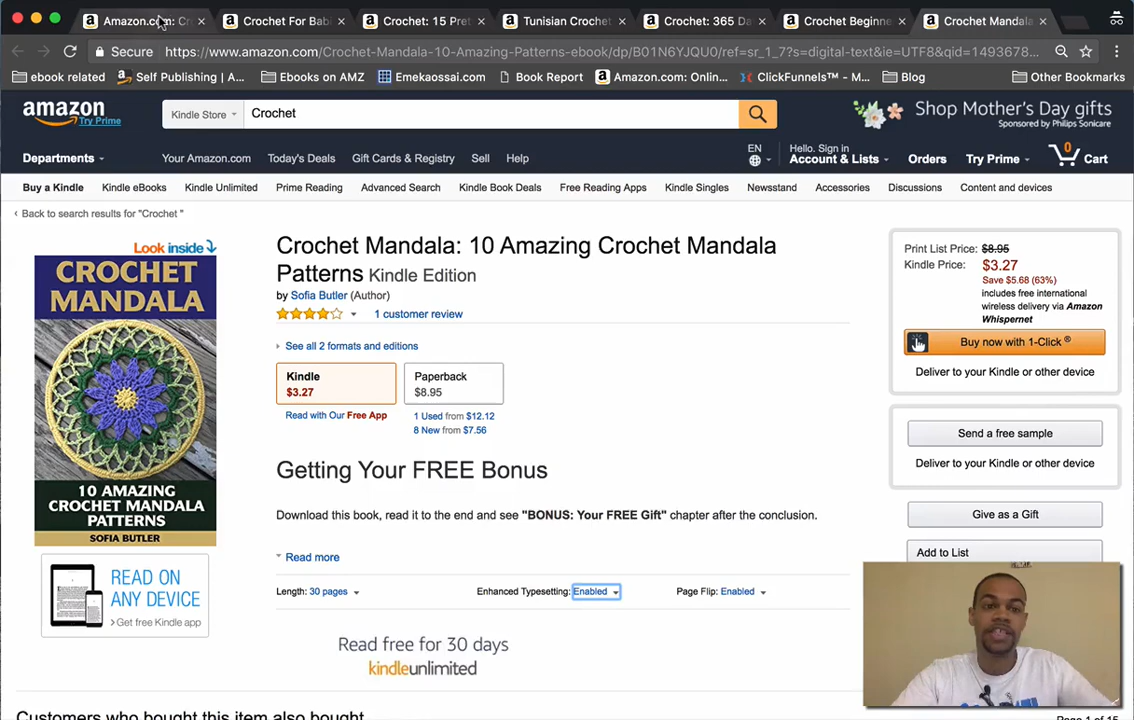 Amazon.com: Cro
Crochet For Babi
Crochet: 15 Pret
Tunisian Crochet
Crochet: 365 Da
Crochet Beginne
Crochet Mandala
Secure
https://www.amazon.com/Crochet-Mandala-10-Amazing-Patterns-ebook/dp/B01N6YJQU0/ref=sr_1_7?s=digital-text&ie=UTF8&qid=1493678...
ebook related
Self Publishing | A...
Ebooks on AMZ
Emekaossai.com
Book Report
Amazon.com: Onlin...
ClickFunnels™ – M...
Blog
Other Bookmarks
amazon
Try Prime
Kindle Store
Crochet
Shop Mother's Day gifts
Sponsored by Philips Sonicare
Departments
Your Amazon.com
Today's Deals
Gift Cards & Registry
Sell
Help
EN
Hello. Sign in
Account & Lists
Orders
Try Prime
0
Cart
Buy a Kindle
Kindle eBooks
Kindle Unlimited
Prime Reading
Advanced Search
Kindle Book Deals
Free Reading Apps
Kindle Singles
Newsstand
Accessories
Discussions
Content and devices
‹ Back to search results for "Crochet "
Look inside
CROCHET
MANDALA
10 AMAZING
CROCHET MANDALA
PATTERNS
SOFIA BUTLER
READ ON
ANY DEVICE
› Get free Kindle app
Crochet Mandala: 10 Amazing Crochet Mandala
Patterns Kindle Edition
by Sofia Butler (Author)
1 customer review
See all 2 formats and editions
Kindle
$3.27
Paperback
$8.95
Read with Our Free App
1 Used from $12.12
8 New from $7.56
Getting Your FREE Bonus
Download this book, read it to the end and see "BONUS: Your FREE Gift" chapter after the conclusion.
Read more
Length: 30 pages
Enhanced Typesetting: Enabled
Page Flip: Enabled
Read free for 30 days
kindleunlimited
Print List Price: $8.95
Kindle Price: $3.27
Save $5.68 (63%)
includes free international
wireless delivery via Amazon
Whispernet
Buy now with 1-Click ®
Deliver to your Kindle or other device
Send a free sample
Deliver to your Kindle or other device
Give as a Gift
Add to List
Customers who bought this item also bought
Page 1 of 15